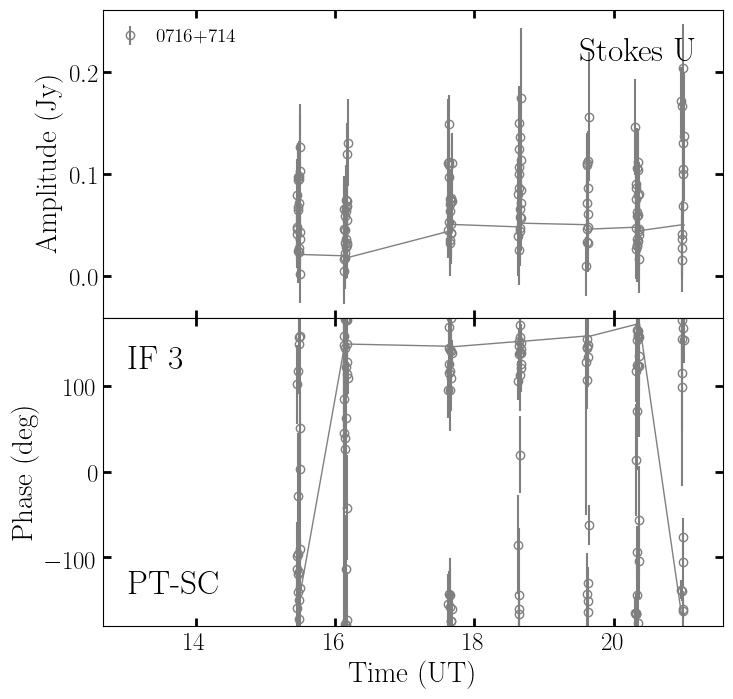 0716+714
Stokes U
0.2
0.1
0.0
Amplitude (Jy)
IF 3
100
0
−100
Phase (deg)
PT-SC
14 16 18 20
Time (UT)